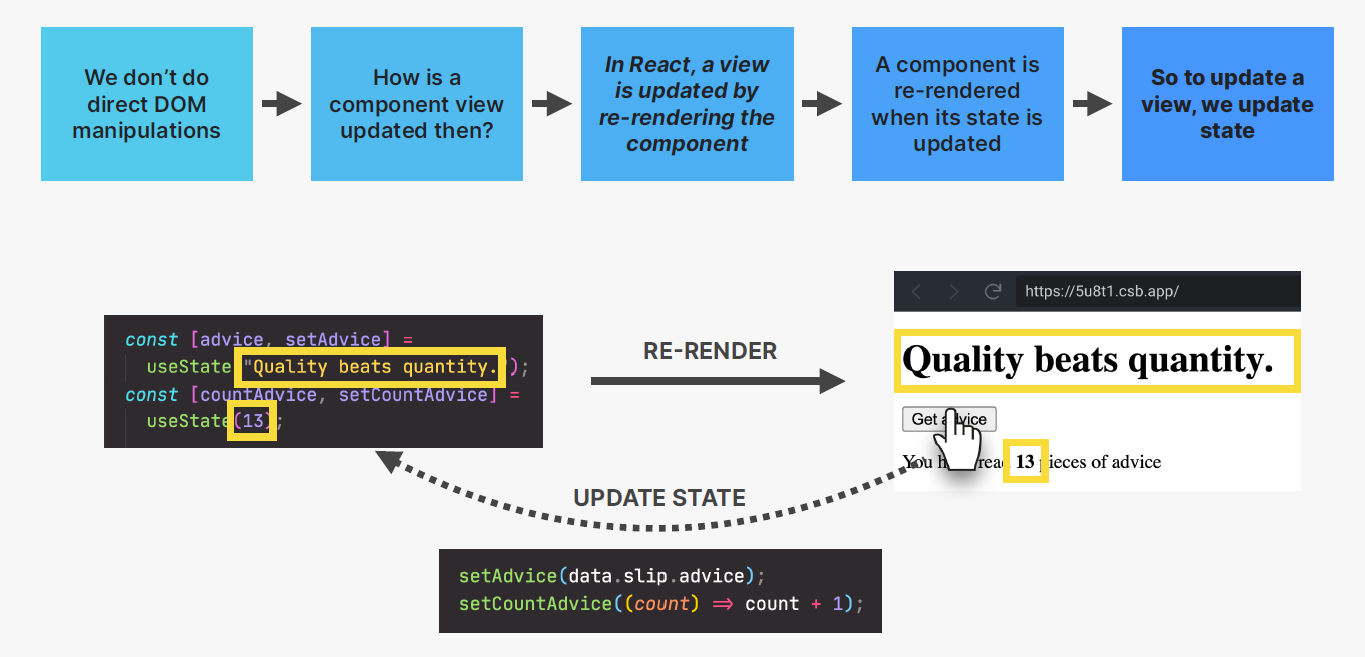 We don't do
direct DOM
manipulations
How is a
component view
updated then?
In React, a view
is updated by
re-rendering the
component
A component is
re-rendered
when its state is
updated
So to update a
view, we update
state
const [advice, setAdvice] =
useState "Quality beats quantity.");
const [countAdvice, setCountAdvice] =
useState(13);
RE-RENDER
https://5u8t1.csb.app/
Quality beats quantity.
Get advice
You have read 13 pieces of advice
UPDATE STATE
setAdvice(data.slip.advice);
setCountAdvice((count) => count + 1);